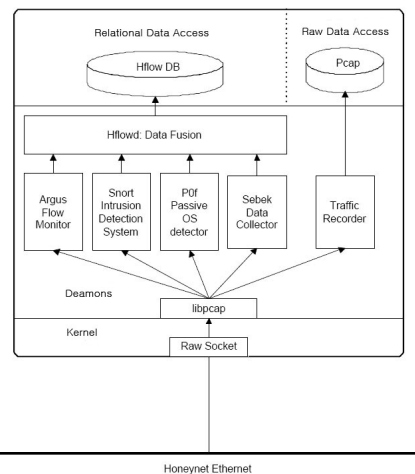 Relational Data Access
Raw Data Access
Hflow DB
Pcap
Hflowd: Data Fusion
Argus
Flow
Monitor
Snort
Intrusion
Detection
System
P0f
Passive
OS
detector
Sebek
Data
Collector
Traffic
Recorder
Deamons
libpcap
Kernel
Raw Socket
Honeynet Ethernet